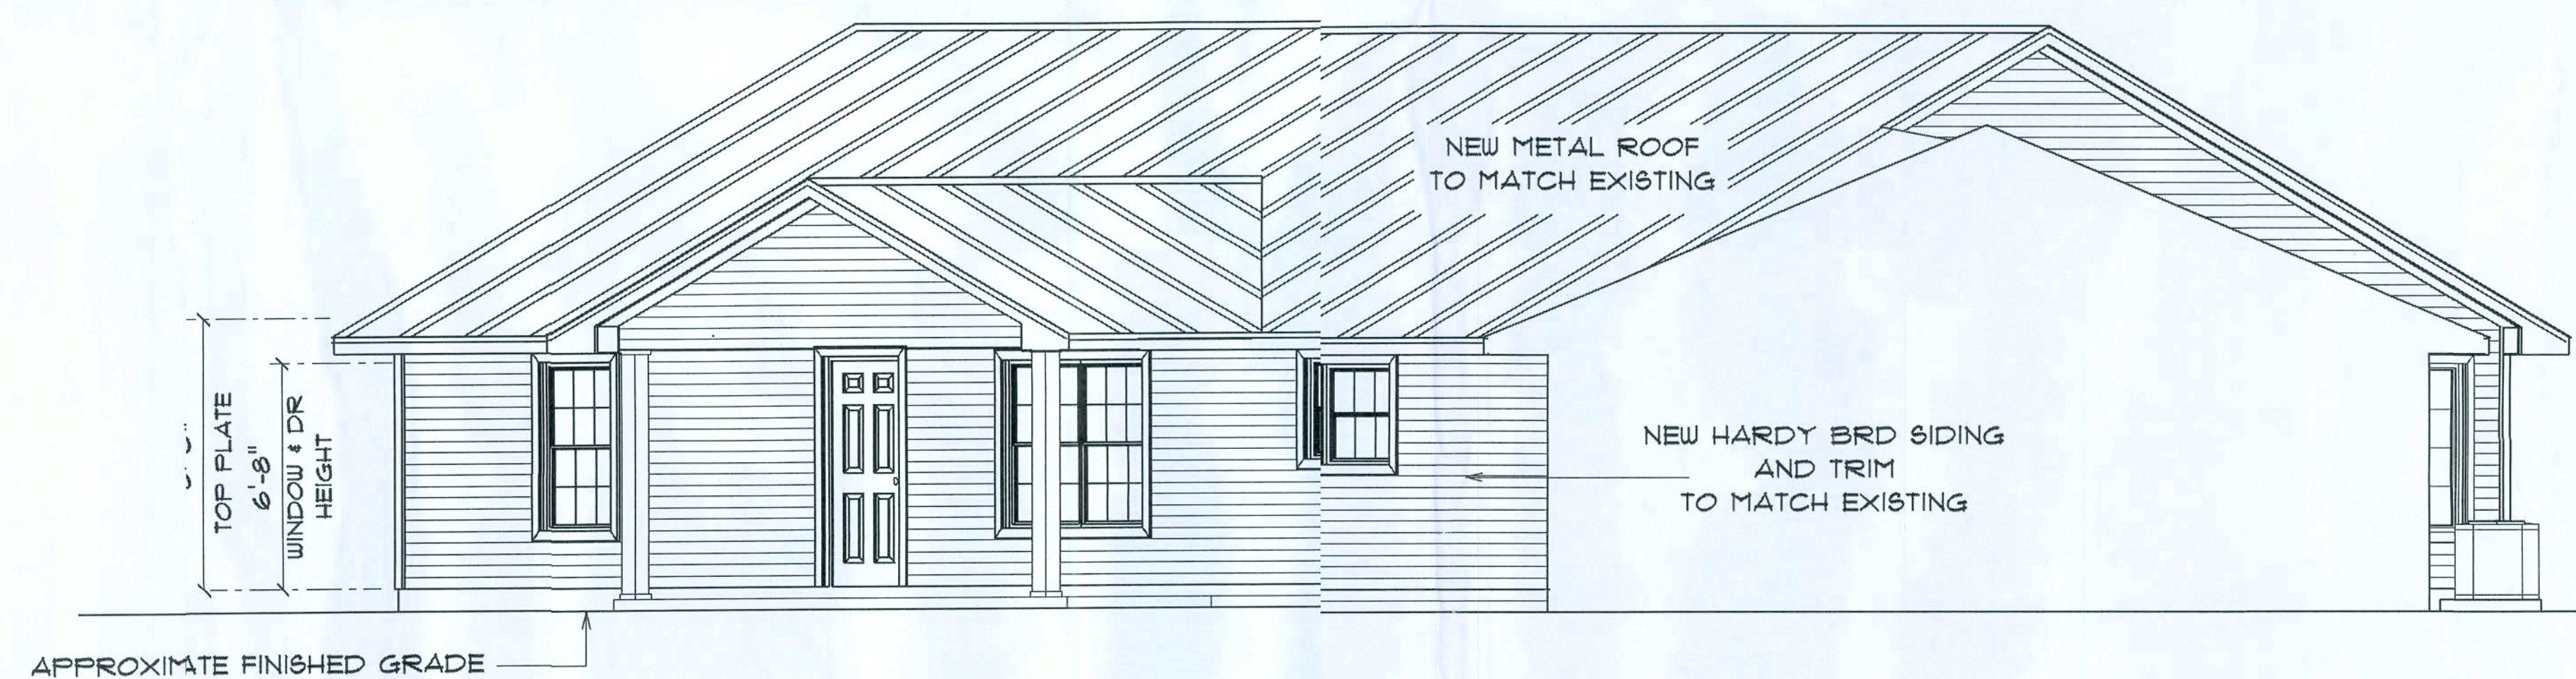 NEW METAL ROOF
TO MATCH EXISTING
TOP PLATE
6'-8"
WINDOW & DR
HEIGHT
NEW HARDY BRD SIDING
AND TRIM
TO MATCH EXISTING
APPROXIMATE FINISHED GRADE